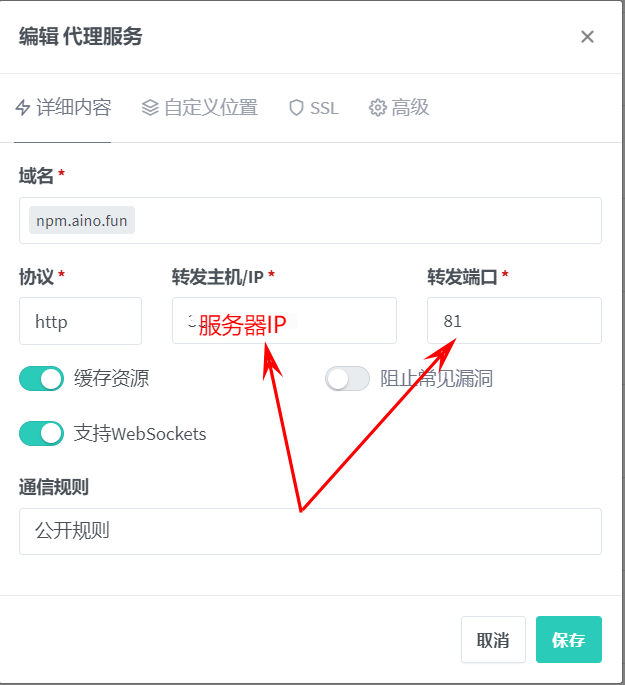 编辑 代理服务
详细内容 自定义位置 SSL 高级
域名 *
npm.aino.fun
协议 * 转发主机/IP * 转发端口 *
http 服务器IP 81
缓存资源 阻止常见漏洞
支持WebSockets
通信规则
公开规则
取消 保存